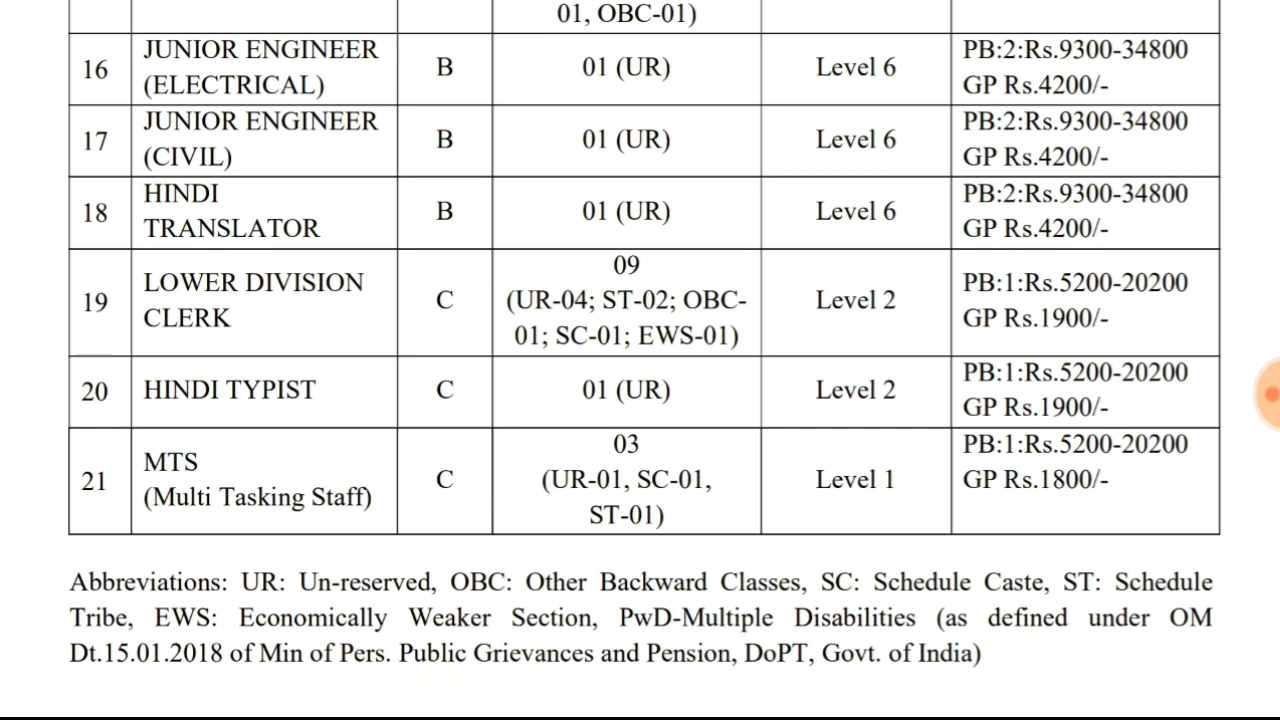 01, OBC-01)
16 JUNIOR ENGINEER (ELECTRICAL) B 01 (UR) Level 6 PB:2:Rs.9300-34800 GP Rs.4200/-
17 JUNIOR ENGINEER (CIVIL) B 01 (UR) Level 6 PB:2:Rs.9300-34800 GP Rs.4200/-
18 HINDI TRANSLATOR B 01 (UR) Level 6 PB:2:Rs.9300-34800 GP Rs.4200/-
19 LOWER DIVISION CLERK C 09 (UR-04; ST-02; OBC-01; SC-01; EWS-01) Level 2 PB:1:Rs.5200-20200 GP Rs.1900/-
20 HINDI TYPIST C 01 (UR) Level 2 PB:1:Rs.5200-20200 GP Rs.1900/-
21 MTS (Multi Tasking Staff) C 03 (UR-01, SC-01, ST-01) Level 1 PB:1:Rs.5200-20200 GP Rs.1800/-
Abbreviations: UR: Un-reserved, OBC: Other Backward Classes, SC: Schedule Caste, ST: Schedule
Tribe, EWS: Economically Weaker Section, PwD-Multiple Disabilities (as defined under OM
Dt.15.01.2018 of Min of Pers. Public Grievances and Pension, DoPT, Govt. of India)